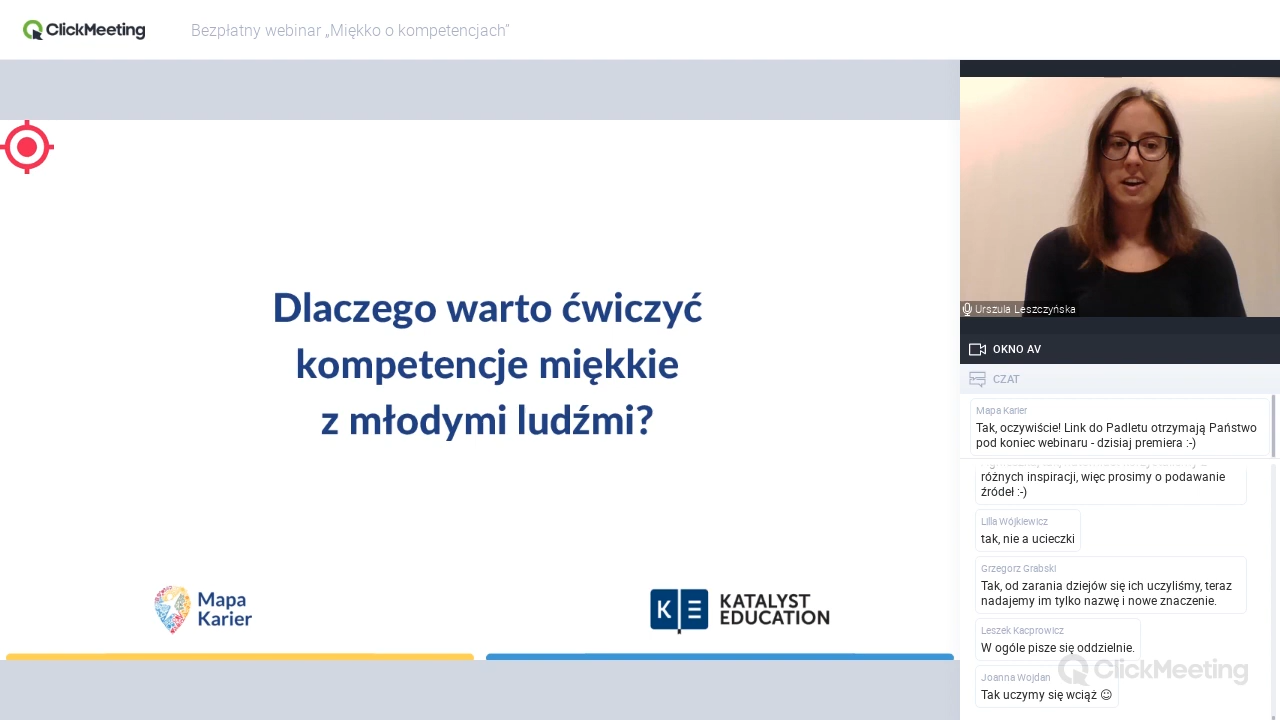 ClickMeeting
Bezpłatny webinar „Miękko o kompetencjach”
Dlaczego warto ćwiczyć
kompetencje miękkie
z młodymi ludźmi?
Mapa
Karier
K E
KATALYST
EDUCATION
Urszula Leszczyńska
OKNO AV
CZAT
Mapa Karier
Tak, oczywiście! Link do Padletu otrzymają Państwo
pod koniec webinaru - dzisiaj premiera :-)
różnych inspiracji, więc prosimy o podawanie
źródeł :-)
Lilla Wójkiewicz
tak, nie a ucieczki
Grzegorz Grabski
Tak, od zarania dziejów się ich uczyliśmy, teraz
nadajemy im tylko nazwę i nowe znaczenie.
Leszek Kacprowicz
W ogóle pisze się oddzielnie.
ClickMeeting
Joanna Wojdan
Tak uczymy się wciąż 😉